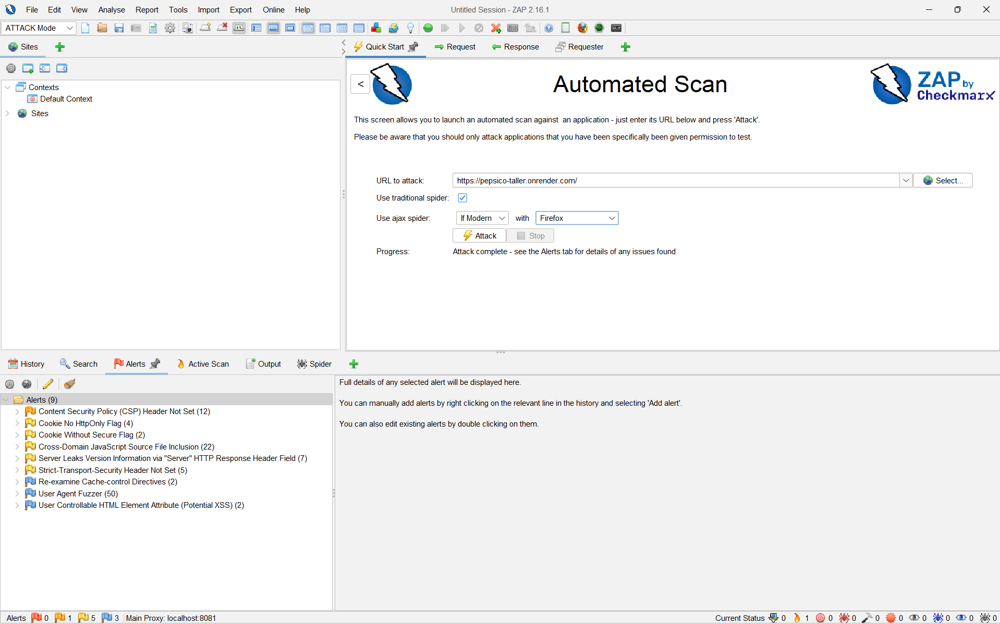 File Edit View Analyse Report Tools Import Export Online Help
Untitled Session - ZAP 2.16.1
ATTACK Mode
Sites
Quick Start Request Response Requester
<
Automated Scan
ZAP by
Checkmarx
Contexts
Default Context
Sites
This screen allows you to launch an automated scan against an application - just enter its URL below and press 'Attack'.
Please be aware that you should only attack applications that you have been specifically been given permission to test.
URL to attack: https://pepsico-taller.onrender.com/ Select...
Use traditional spider:
Use ajax spider: If Modern with Firefox
Attack Stop
Progress: Attack complete - see the Alerts tab for details of any issues found
History Search Alerts Active Scan Output Spider
Alerts (9)
Content Security Policy (CSP) Header Not Set (12)
Cookie No HttpOnly Flag (4)
Cookie Without Secure Flag (2)
Cross-Domain JavaScript Source File Inclusion (22)
Server Leaks Version Information via "Server" HTTP Response Header Field (7)
Strict-Transport-Security Header Not Set (5)
Re-examine Cache-control Directives (2)
User Agent Fuzzer (50)
User Controllable HTML Element Attribute (Potential XSS) (2)
Full details of any selected alert will be displayed here.
You can manually add alerts by right clicking on the relevant line in the history and selecting 'Add alert'.
You can also edit existing alerts by double clicking on them.
Alerts 0 1 5 3 Main Proxy: localhost:8081
Current Status 0 1 0 0 0 0 0 0 0 0